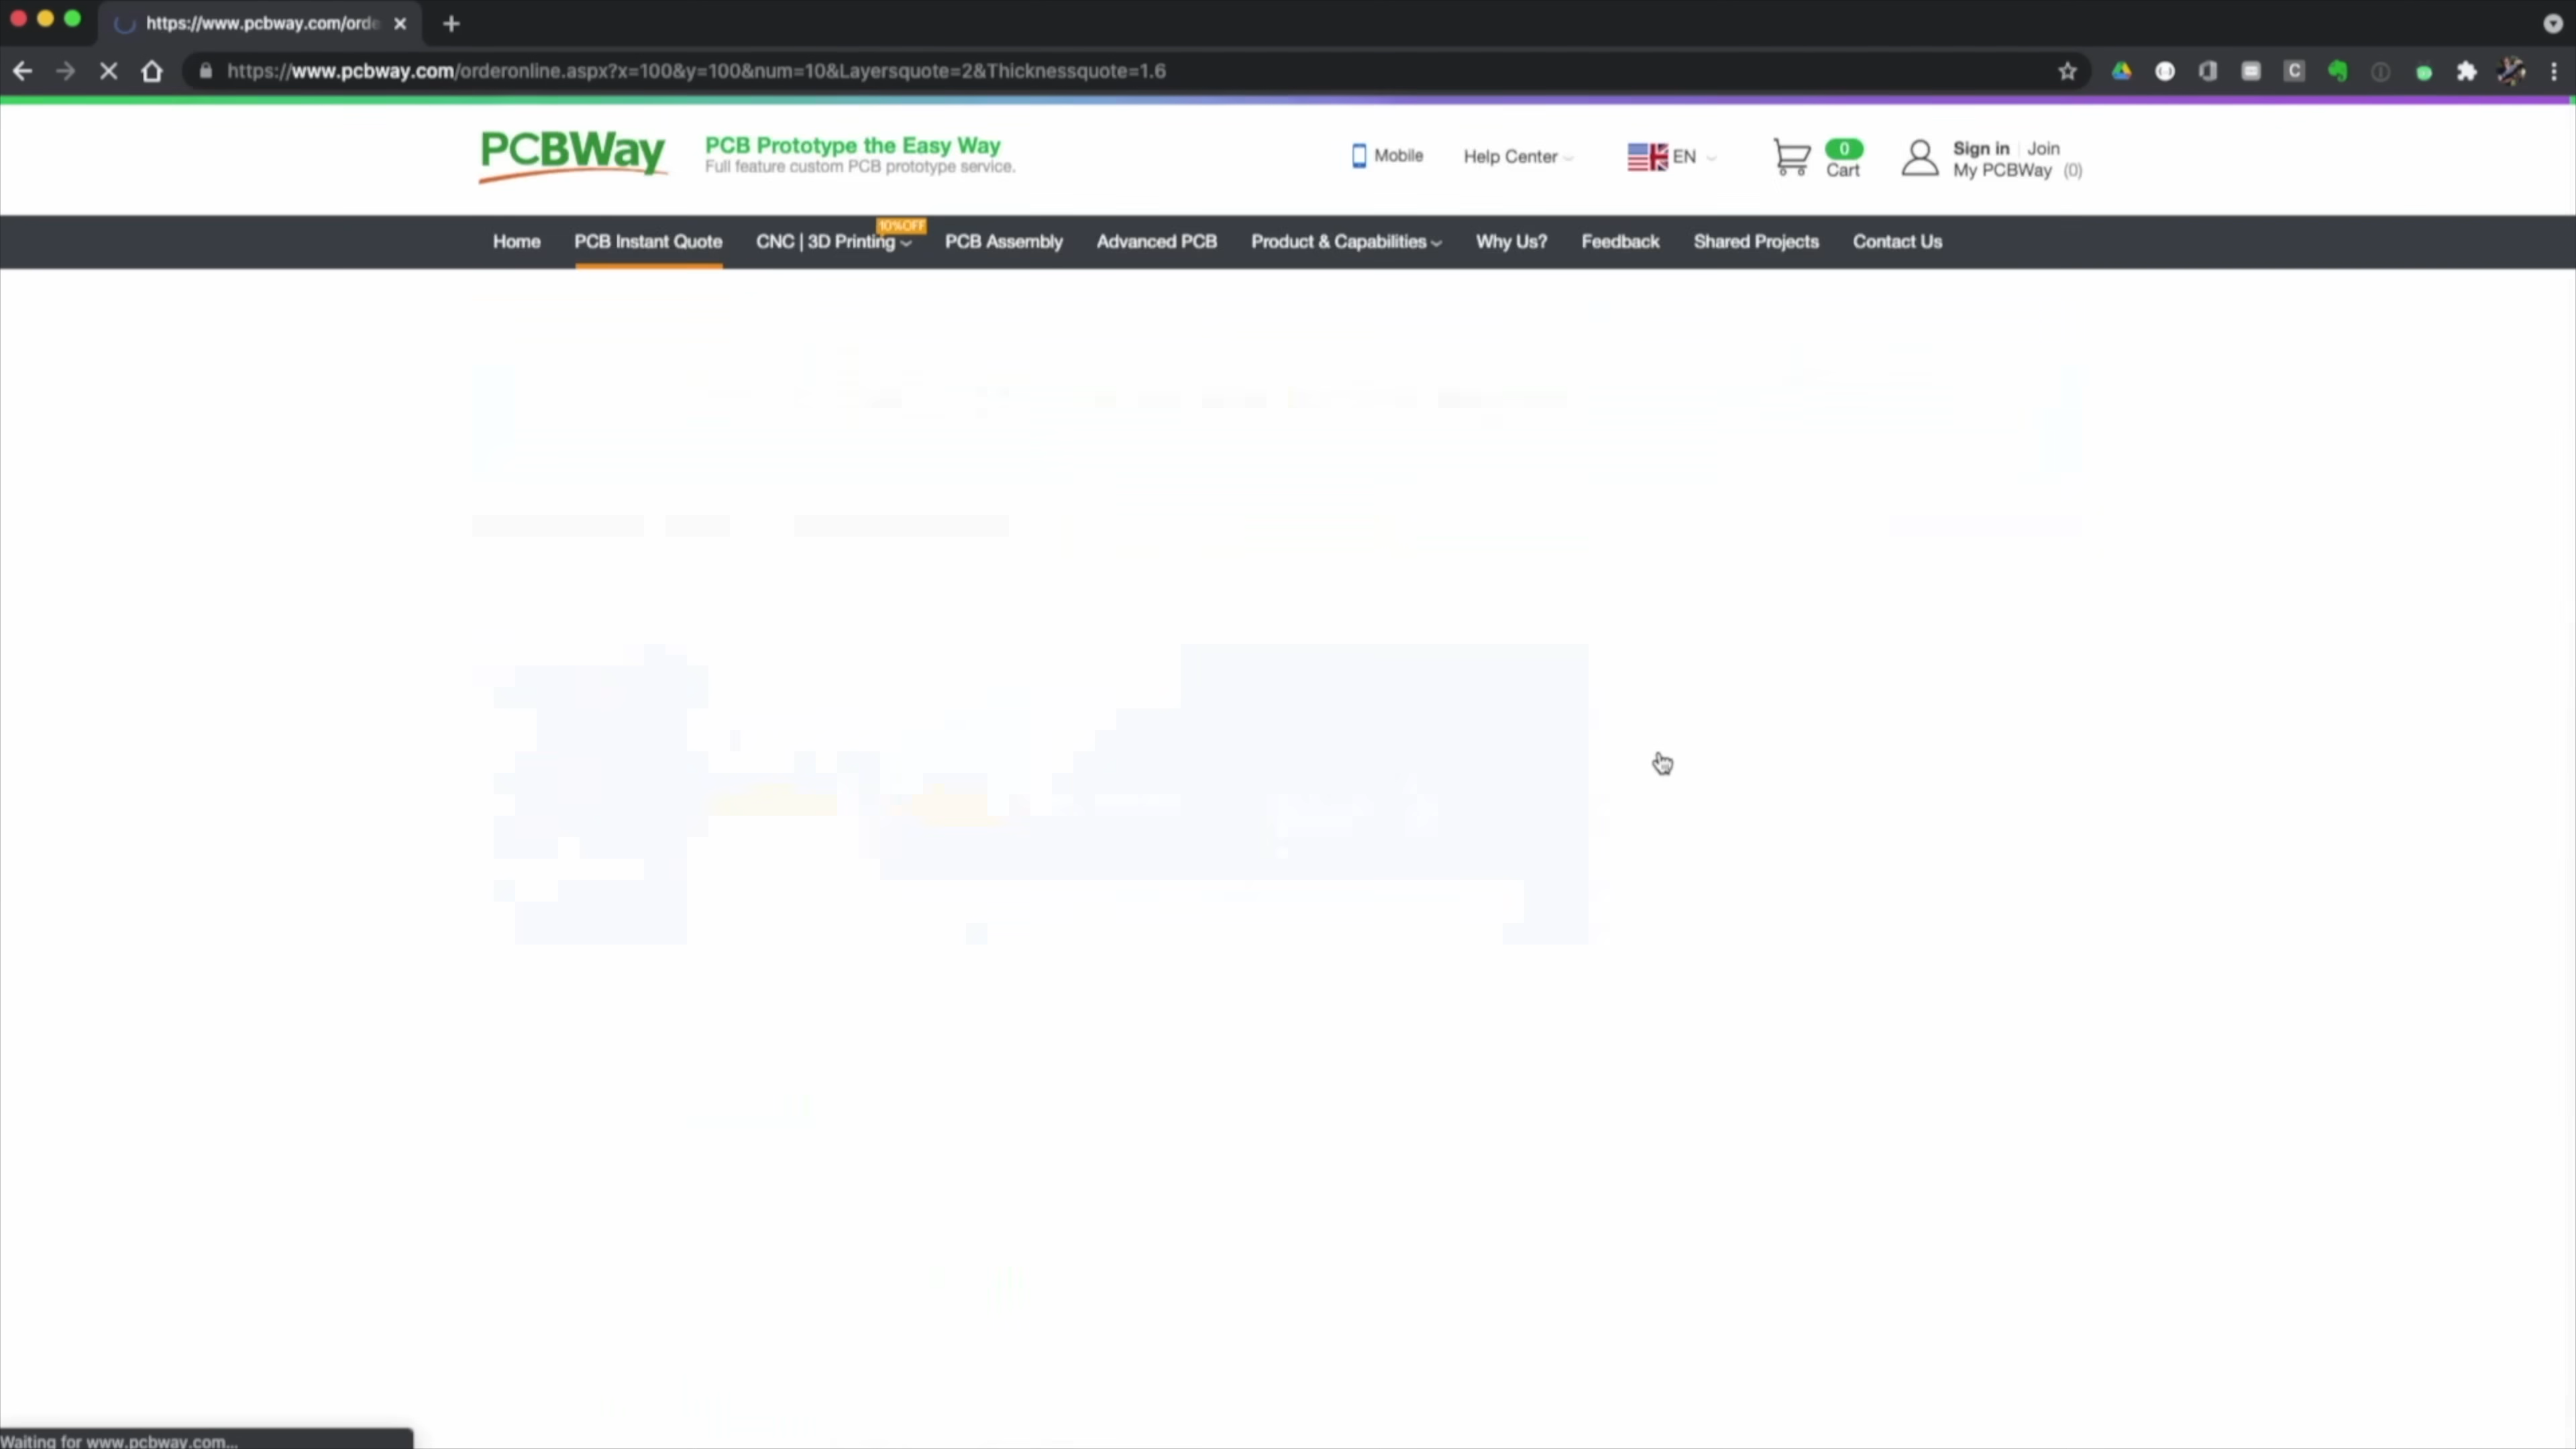 https://www.pcbway.com/orde
https://www.pcbway.com/orderonline.aspx?x=100&y=100&num=10&Layersquote=2&Thicknessquote=1.6
PCBWay
PCB Prototype the Easy Way
Full feature custom PCB prototype service.
Mobile
Help Center
EN
0
Cart
Sign in | Join
My PCBWay (0)
10%OFF
Home PCB Instant Quote CNC | 3D Printing PCB Assembly Advanced PCB Product & Capabilities Why Us? Feedback Shared Projects Contact Us
Waiting for www.pcbway.com...